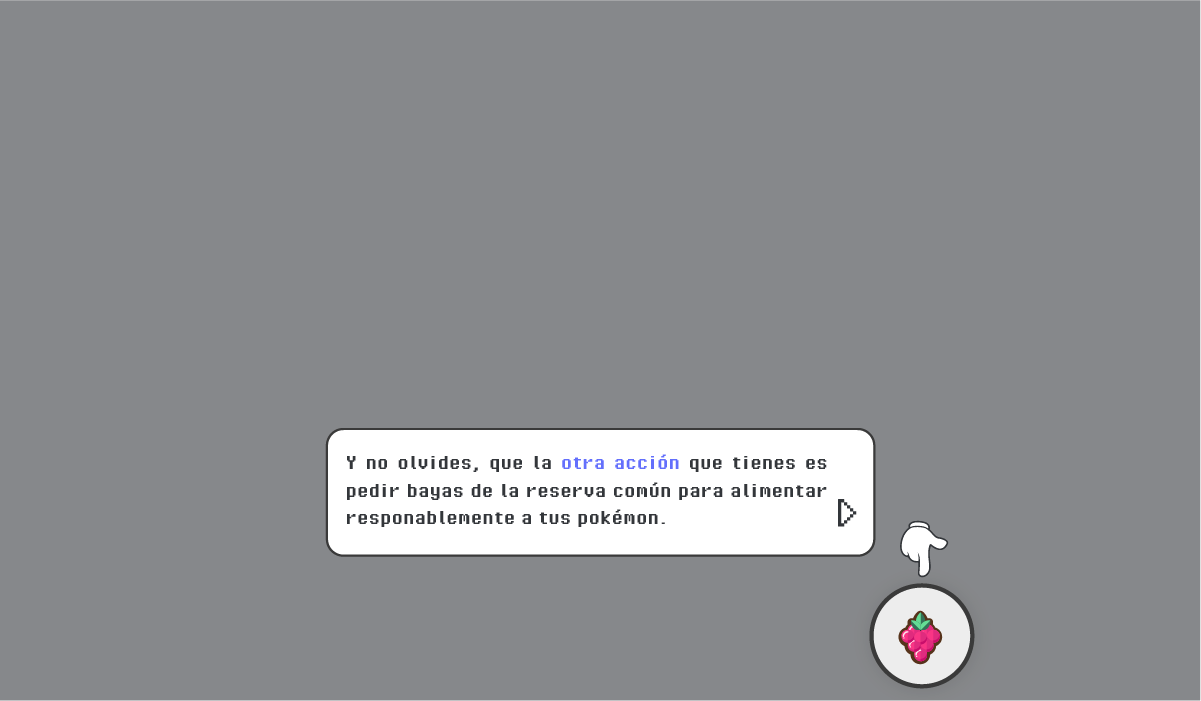 Y no olvides, que la otra acción que tienes es
pedir bayas de la reserva común para alimentar
responablemente a tus pokémon.